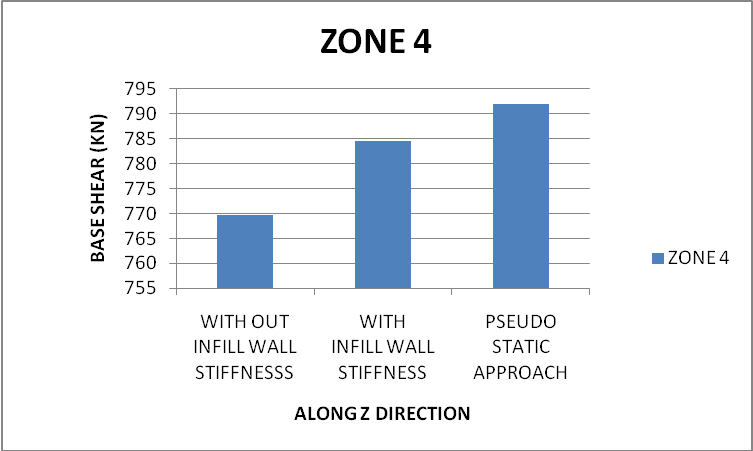 ZONE 4
BASE SHEAR (KN)
795
790
785
780
775
770
765
760
755
WITH OUT
INFILL WALL
STIFFNESSS
WITH
INFILL WALL
STIFFNESS
PSEUDO
STATIC
APPROACH
ALONG Z DIRECTION
ZONE 4